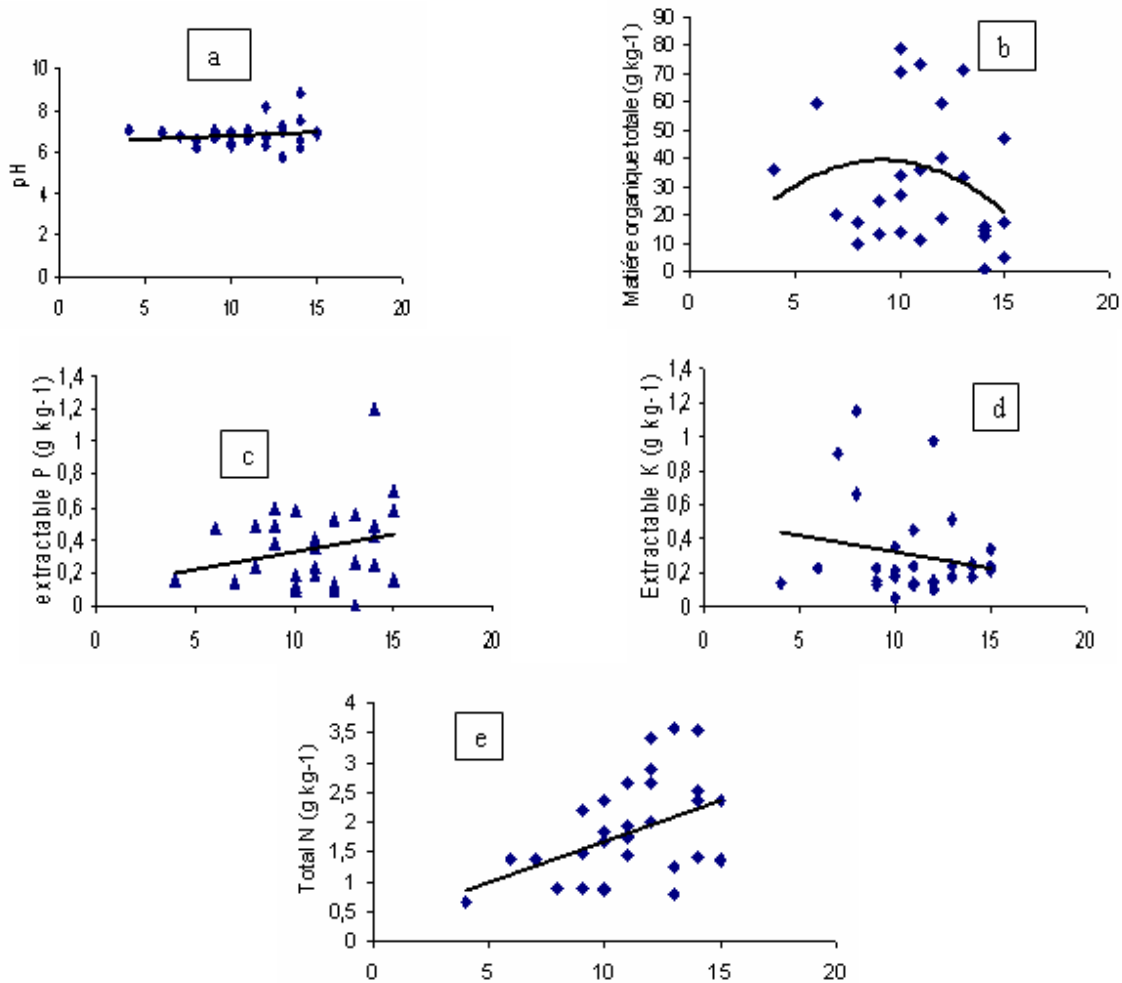 a
pH
10
8
6
4
2
0
0 5 10 15 20
b
Matiére organique totale (g kg-1)
90
80
70
60
50
40
30
20
10
0
0 5 10 15 20
c
extractable P (g kg-1)
1,4
1,2
1
0,8
0,6
0,4
0,2
0
0 5 10 15 20
d
Extractable K (g kg-1)
1,4
1,2
1
0,8
0,6
0,4
0,2
0
0 5 10 15 20
e
Total N (g kg-1)
4
3,5
3
2,5
2
1,5
1
0,5
0
0 5 10 15 20